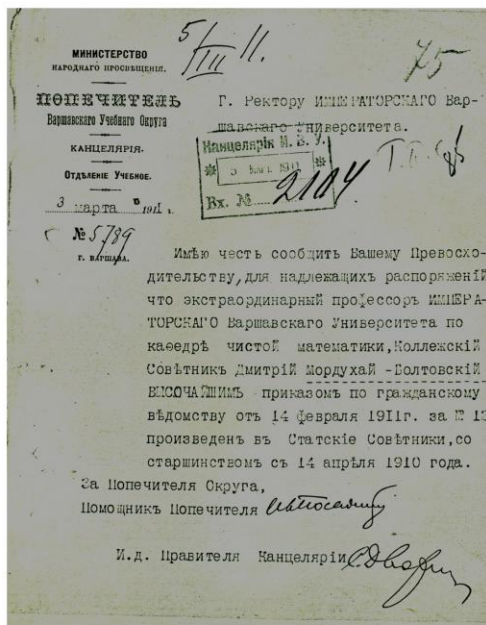 5/III 11.
75
МИНИСТЕРСТВО
НАРОДНАГО ПРОСВѢЩЕНІЯ.
ПОПЕЧИТЕЛЬ
Варшавскаго Учебнаго Округа
КАНЦЕЛЯРІЯ.
Отдѣленіе Учебное.
3 марта 1911 г.
№ 5789
г. ВАРШАВА.
Г. Ректору ИМПЕРАТОРСКАГО Вар-
шавскаго Университета.
Канцелярія И. В. У.
Вх. № 2104
Имѣю честь сообщить Вашему Превосхо-
дительству, для надлежащихъ распоряженій
что экстраординарный профессоръ ИМПЕРА-
ТОРСКАГО Варшавскаго Университета по
каѳедрѣ чистой математики, Коллежскій
Совѣтникъ Дмитрій Мордухай-Болтовскій
ВЫСОЧАЙШИМЪ приказомъ по гражданскому
вѣдомству отъ 14 февраля 1911г. за №
произведенъ въ Статскіе Совѣтники, со
старшинствомъ съ 14 апрѣля 1910 года.
За Попечителя Округа,
Помощникъ Попечителя
И.д. Правителя Канцеляріи